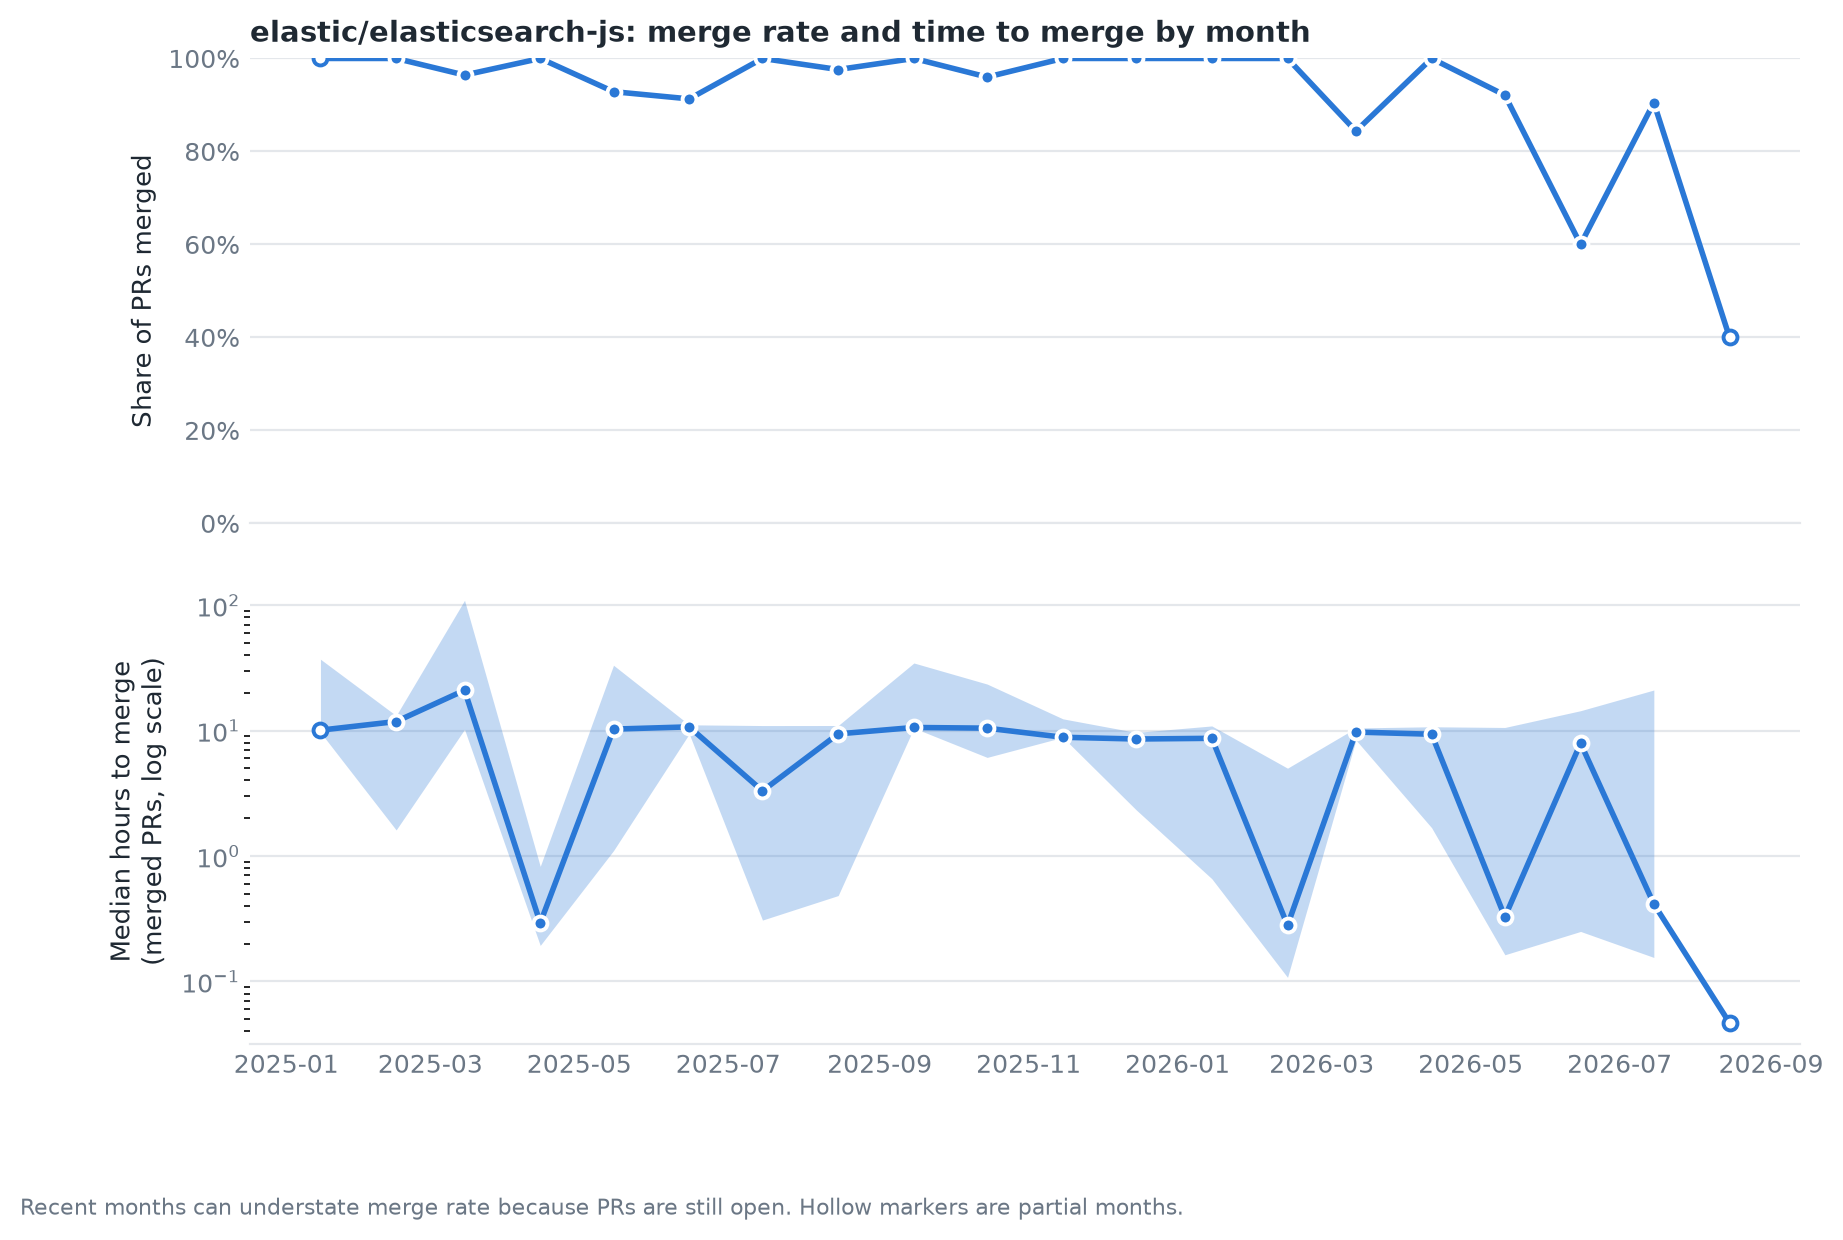 elastic/elasticsearch-js: merge rate and time to merge by month
100%
80%
60%
40%
20%
0%
Share of PRs merged
10²
10¹
10⁰
10⁻¹
Median hours to merge
(merged PRs, log scale)
2025-01 2025-03 2025-05 2025-07 2025-09 2025-11 2026-01 2026-03 2026-05 2026-07 2026-09
Recent months can understate merge rate because PRs are still open. Hollow markers are partial months.